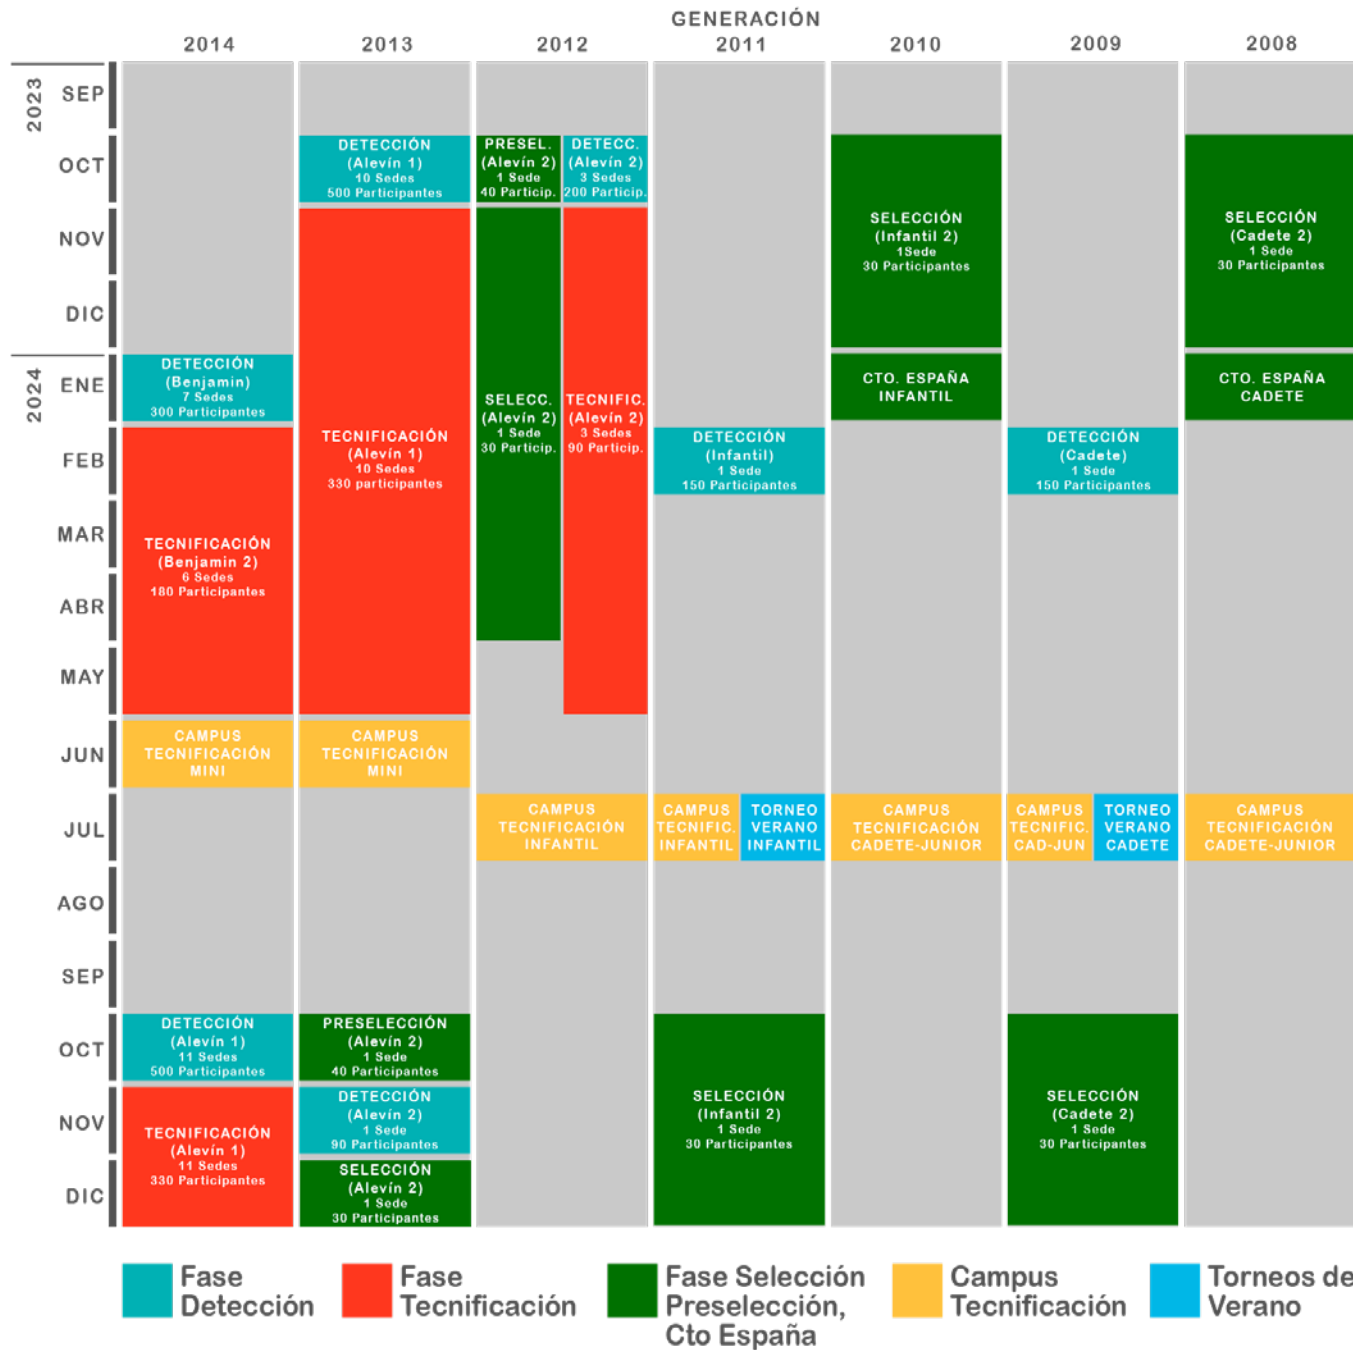 GENERACIÓN
2014
2013
2012
2011
2010
2009
2008
2023
SEP
OCT
NOV
DIC
2024
ENE
FEB
MAR
ABR
MAY
JUN
JUL
AGO
SEP
OCT
NOV
DIC
DETECCIÓN
(Benjamin)
7 Sedes
300 Participantes
TECNIFICACIÓN
(Benjamin 2)
6 Sedes
180 Participantes
CAMPUS
TECNIFICACIÓN
MINI
DETECCIÓN
(Alevín 1)
11 Sedes
500 Participantes
TECNIFICACIÓN
(Alevín 1)
11 Sedes
330 Participantes
DETECCIÓN
(Alevín 1)
10 Sedes
500 Participantes
TECNIFICACIÓN
(Alevín 1)
10 Sedes
330 participantes
CAMPUS
TECNIFICACIÓN
MINI
PRESELECCIÓN
(Alevín 2)
1 Sede
40 Participantes
DETECCIÓN
(Alevín 2)
1 Sede
90 Participantes
SELECCIÓN
(Alevín 2)
1 Sede
30 Participantes
PRESEL.
(Alevín 2)
1 Sede
40 Particip.
DETECC.
(Alevín 2)
3 Sedes
200 Particip.
SELECC.
(Alevín 2)
1 Sede
30 Particip.
TECNIFIC.
(Alevín 2)
3 Sedes
90 Particip.
CAMPUS
TECNIFICACIÓN
INFANTIL
DETECCIÓN
(Infantil)
1 Sede
150 Participantes
CAMPUS
TECNIFIC.
INFANTIL
TORNEO
VERANO
INFANTIL
SELECCIÓN
(Infantil 2)
1 Sede
30 Participantes
SELECCIÓN
(Infantil 2)
1Sede
30 Participantes
CTO. ESPAÑA
INFANTIL
CAMPUS
TECNIFICACIÓN
CADETE-JUNIOR
DETECCIÓN
(Cadete)
1 Sede
150 Participantes
CAMPUS
TECNIFIC.
CAD-JUN
TORNEO
VERANO
CADETE
SELECCIÓN
(Cadete 2)
1 Sede
30 Participantes
SELECCIÓN
(Cadete 2)
1 Sede
30 Participantes
CTO. ESPAÑA
CADETE
CAMPUS
TECNIFICACIÓN
CADETE-JUNIOR
Fase
Detección
Fase
Tecnificación
Fase Selección
Preselección,
Cto España
Campus
Tecnificación
Torneos de
Verano